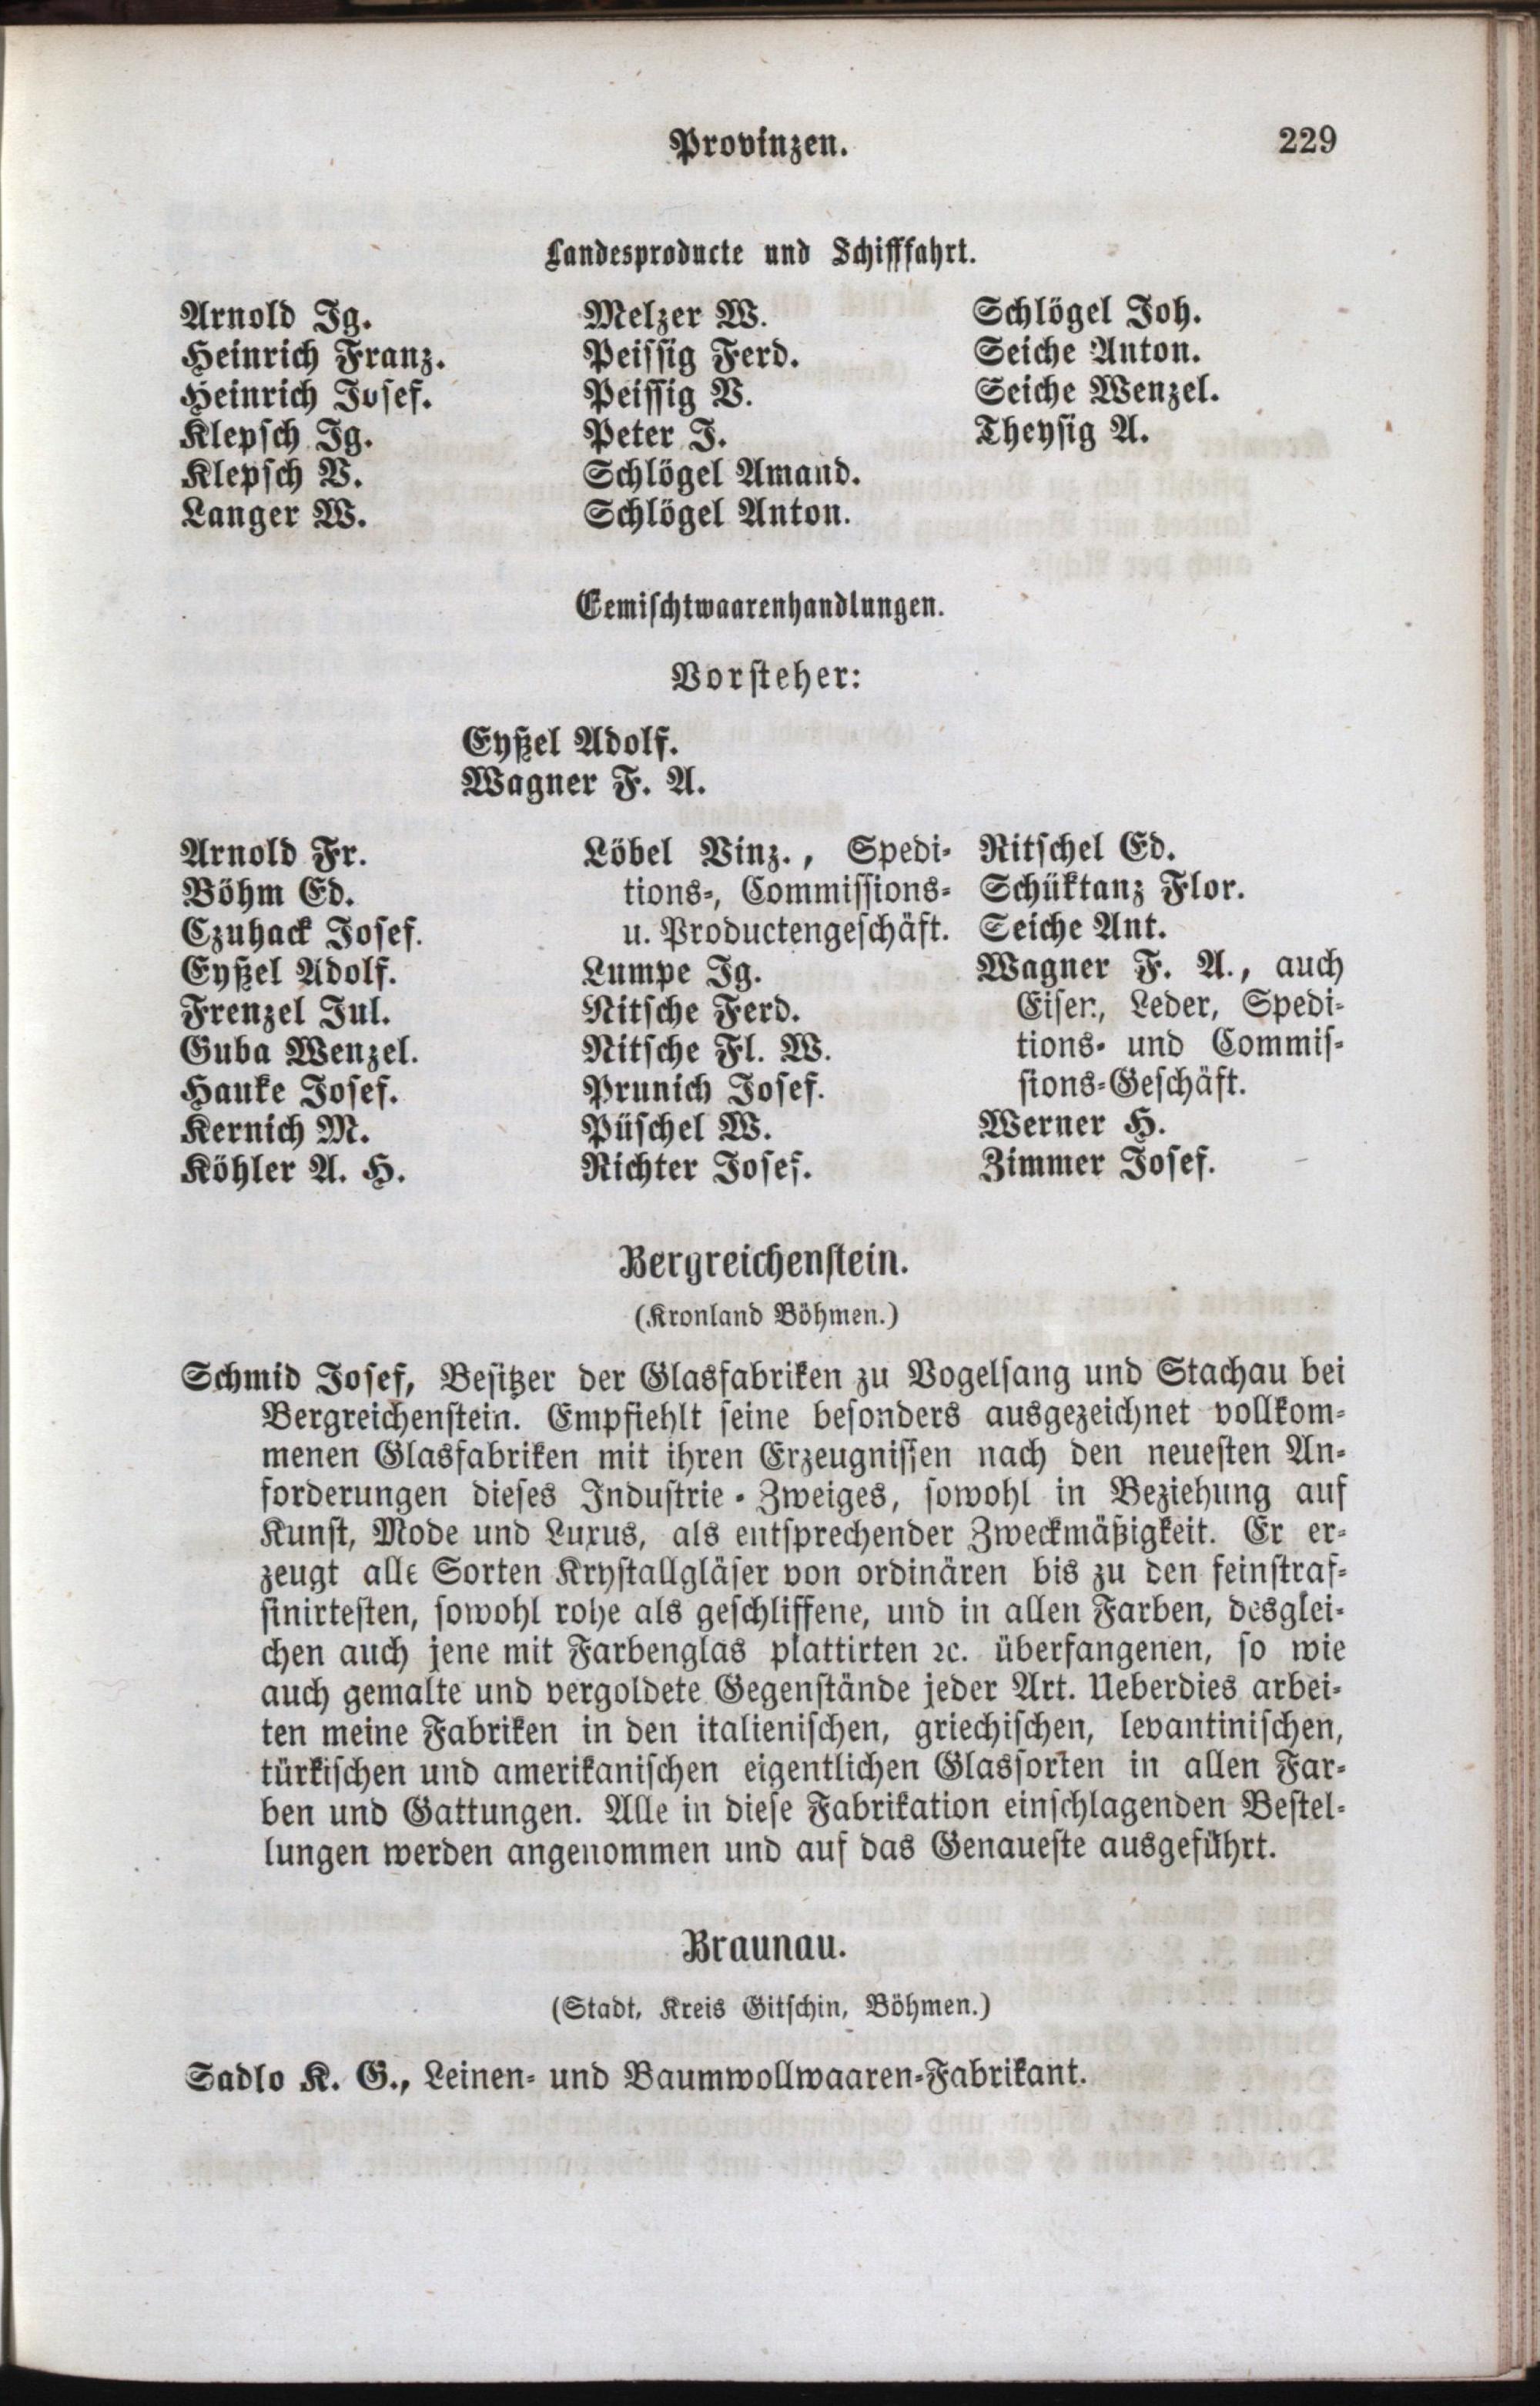 Provinzen.
229
Landesproducte und Schifffahrt.
Arnold Ig.
Heinrich Franz.
Heinrich Josef.
Klepsch Ig.
Klepsch V.
Langer W.
Melzer W.
Peissig Ferd.
Peissig V.
Peter J.
Schlögel Amand.
Schlögel Anton.
Schlögel Joh.
Seiche Anton.
Seiche Wenzel.
Theysig A.
Gemischtwaarenhandlungen.
Vorsteher:
Eyßel Adolf.
Wagner F. A.
Arnold Fr.
Böhm Ed.
Czuhack Josef.
Eyßel Adolf.
Frenzel Jul.
Guba Wenzel.
Hauke Josef.
Kernich M.
Köhler A. H.
Löbel Vinz., Spedi-
tions-, Commissions-
u. Productengeschäft.
Lumpe Ig.
Nitsche Ferd.
Nitsche Fl. W.
Prunich Josef.
Püschel W.
Richter Josef.
Ritschel Ed.
Schüktanz Flor.
Seiche Ant.
Wagner F. A., auch
Eisen, Leder, Spedi-
tions- und Commis-
sions-Geschäft.
Werner H.
Zimmer Josef.
Bergreichenstein.
(Kronland Böhmen.)
Schmid Josef, Besitzer der Glasfabriken zu Vogelsang und Stachau bei
Bergreichenstein. Empfiehlt seine besonders ausgezeichnet vollkom-
menen Glasfabriken mit ihren Erzeugnissen nach den neuesten An-
forderungen dieses Industrie-Zweiges, sowohl in Beziehung auf
Kunst, Mode und Luxus, als entsprechender Zweckmäßigkeit. Er er-
zeugt alle Sorten Krystallgläser von ordinären bis zu den feinstraf-
finirtesten, sowohl rohe als geschliffene, und in allen Farben, desglei-
chen auch jene mit Farbenglas plattirten ꝛc. überfangenen, so wie
auch gemalte und vergoldete Gegenstände jeder Art. Ueberdies arbei-
ten meine Fabriken in den italienischen, griechischen, levantinischen,
türkischen und amerikanischen eigentlichen Glassorten in allen Far-
ben und Gattungen. Alle in diese Fabrikation einschlagenden Bestel-
lungen werden angenommen und auf das Genaueste ausgeführt.
Braunau.
(Stadt, Kreis Gitschin, Böhmen.)
Sadlo K. G., Leinen- und Baumwollwaaren-Fabrikant.